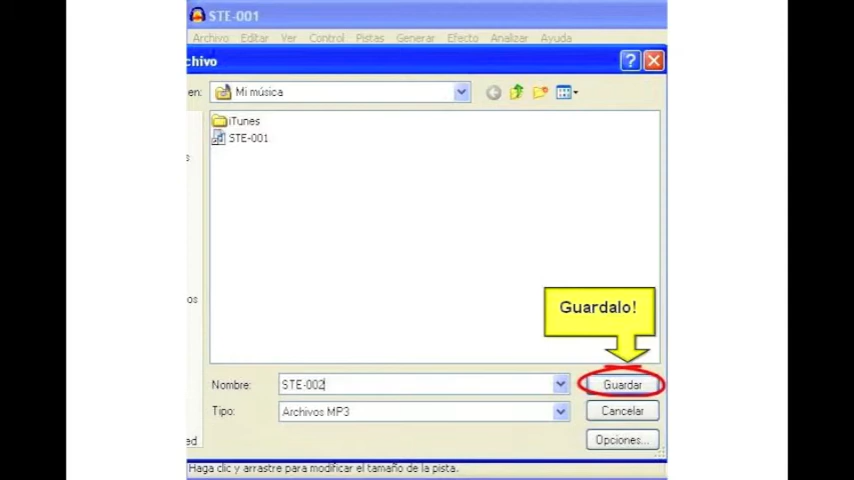 STE-001
Archivo Editar Ver Control Pistas Generar Efecto Analizar Ayuda
chivo
en: Mi música
iTunes
STE-001
s
os
Guardalo!
Nombre: STE-002 Guardar
Tipo: Archivos MP3 Cancelar
Opciones...
ed
Haga clic y arrastre para modificar el tamaño de la pista.